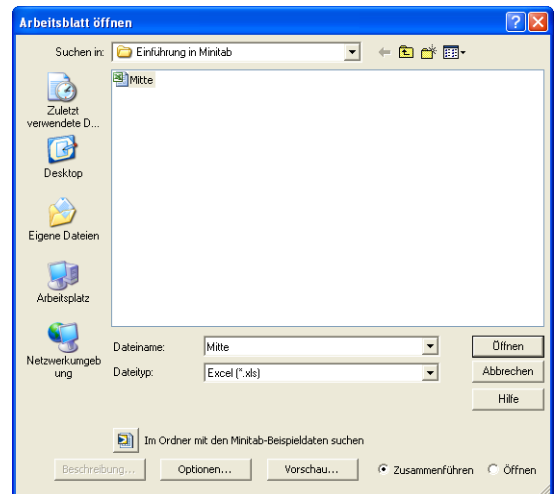 Arbeitsblatt öffnen
Suchen in:
Einführung in Minitab
Mitte
Zuletzt
verwendete D...
Desktop
Eigene Dateien
Arbeitsplatz
Netzwerkumgeb
ung
Dateiname:
Mitte
Öffnen
Dateityp:
Excel (*.xls)
Abbrechen
Hilfe
Im Ordner mit den Minitab-Beispieldaten suchen
Beschreibung...
Optionen...
Vorschau...
Zusammenführen
Öffnen